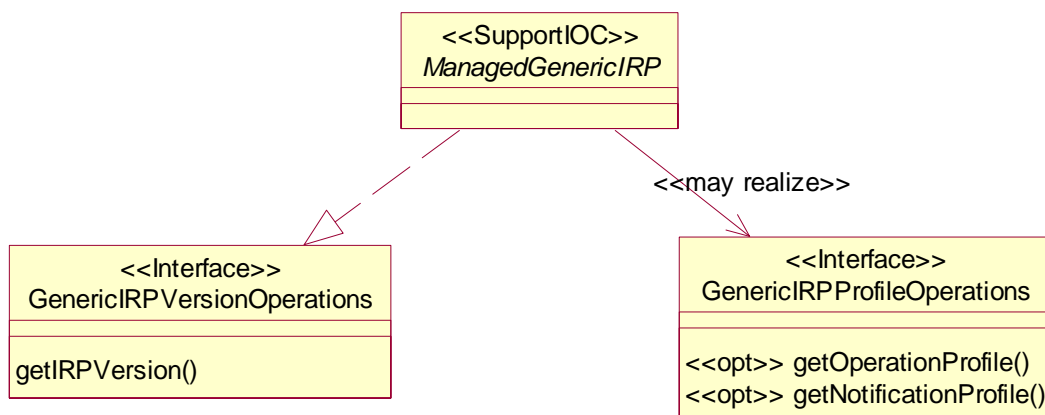 <<SupportIOC>>
ManagedGenericIRP
<<may realize>>
<<Interface>>
GenericIRPVersionOperations
getIRPVersion()
<<Interface>>
GenericIRPProfileOperations
<<opt>> getOperationProfile()
<<opt>> getNotificationProfile()